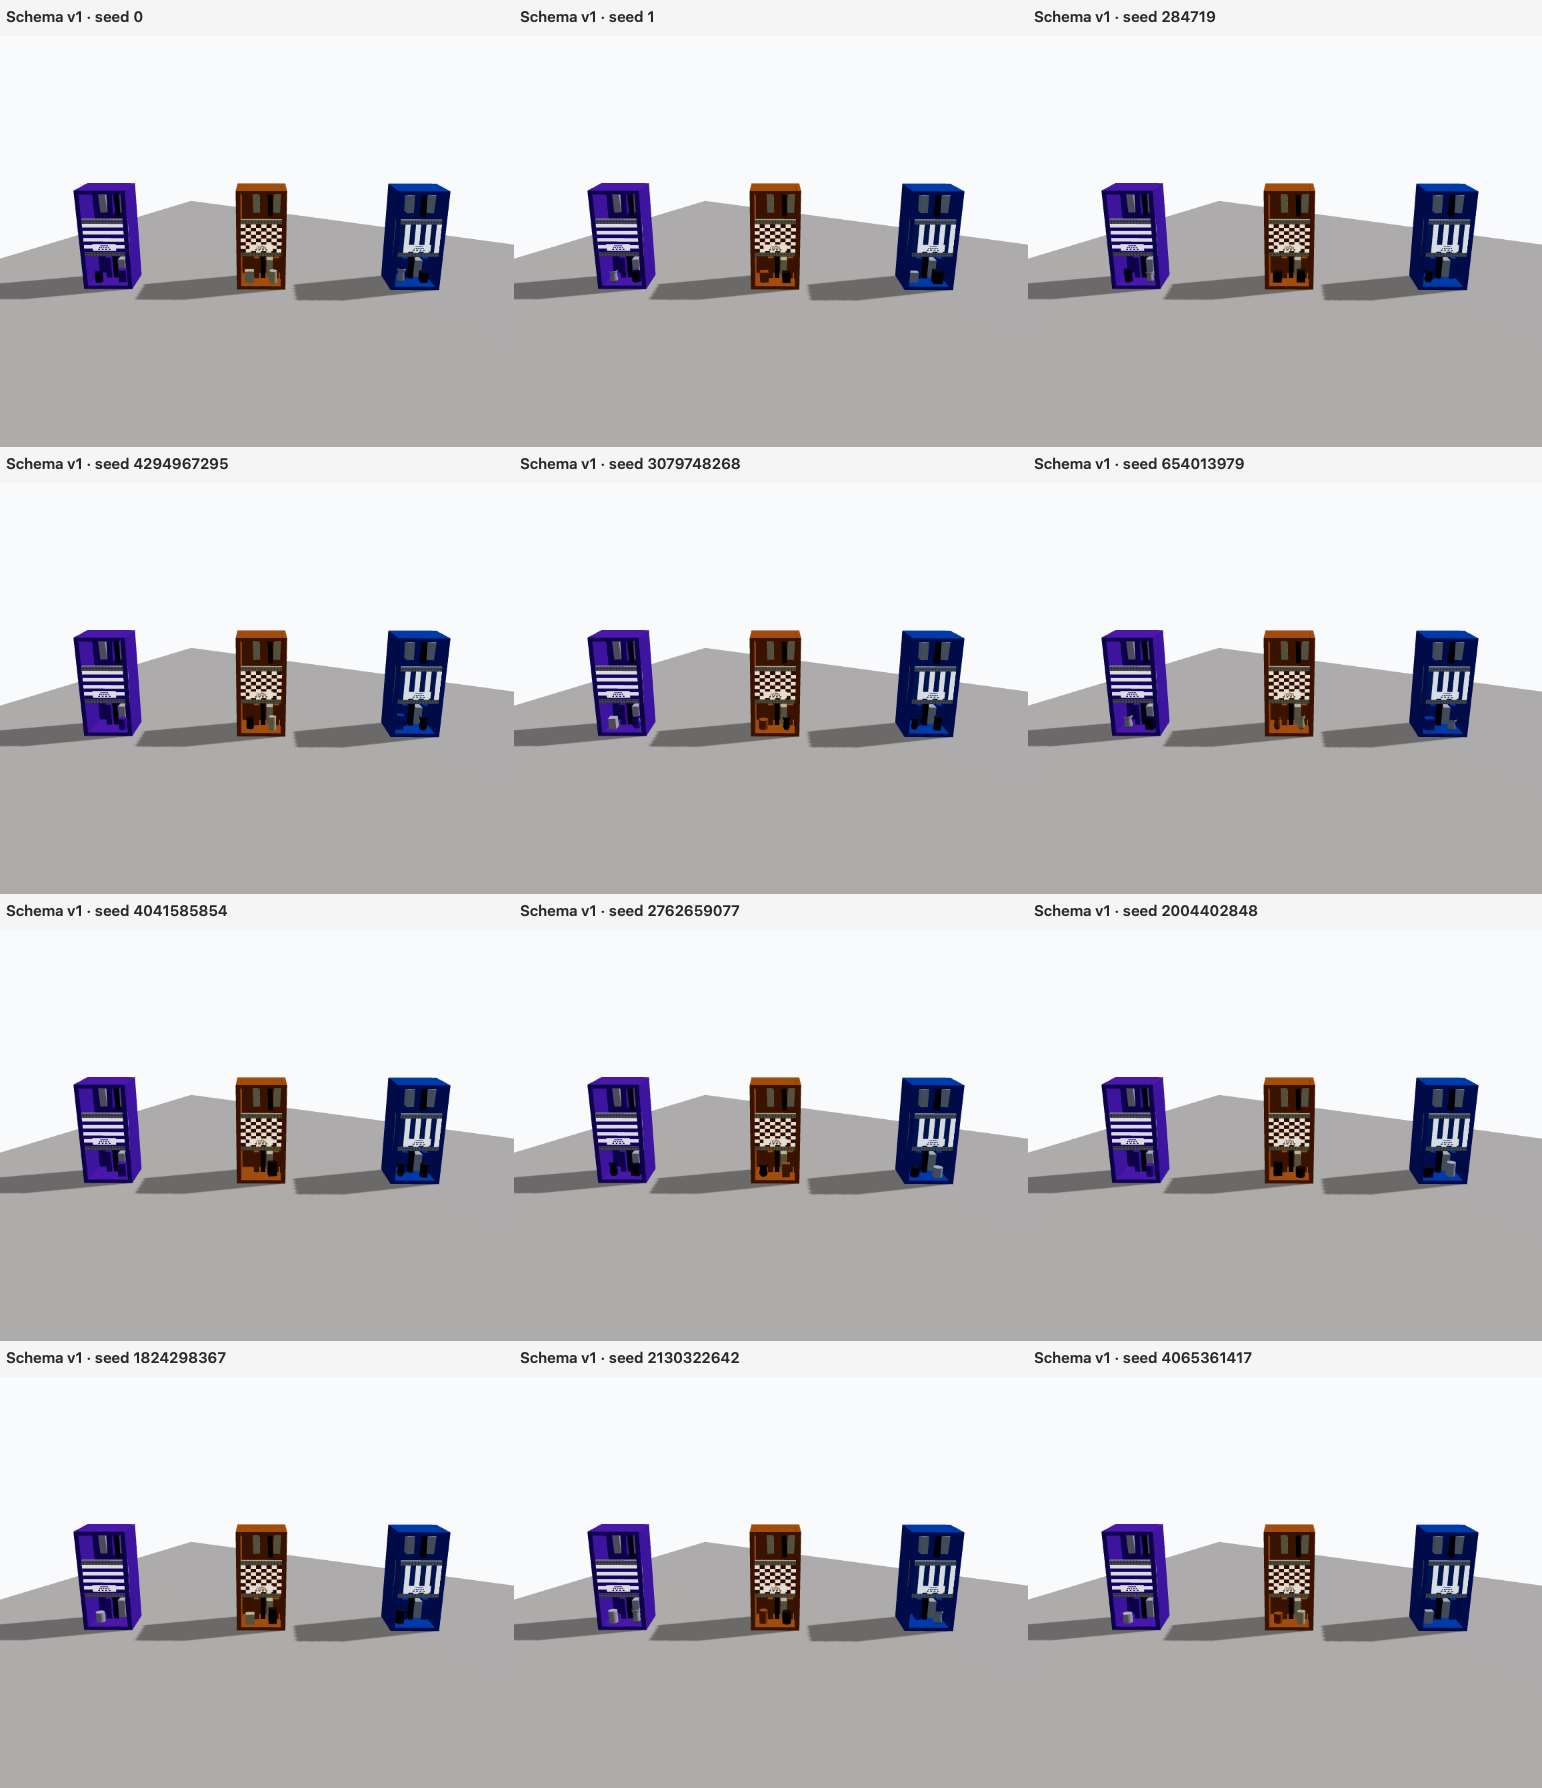 Schema v1 · seed 0
Schema v1 · seed 1
Schema v1 · seed 284719
Schema v1 · seed 4294967295
Schema v1 · seed 3079748268
Schema v1 · seed 654013979
Schema v1 · seed 4041585854
Schema v1 · seed 2762659077
Schema v1 · seed 2004402848
Schema v1 · seed 1824298367
Schema v1 · seed 2130322642
Schema v1 · seed 4065361417